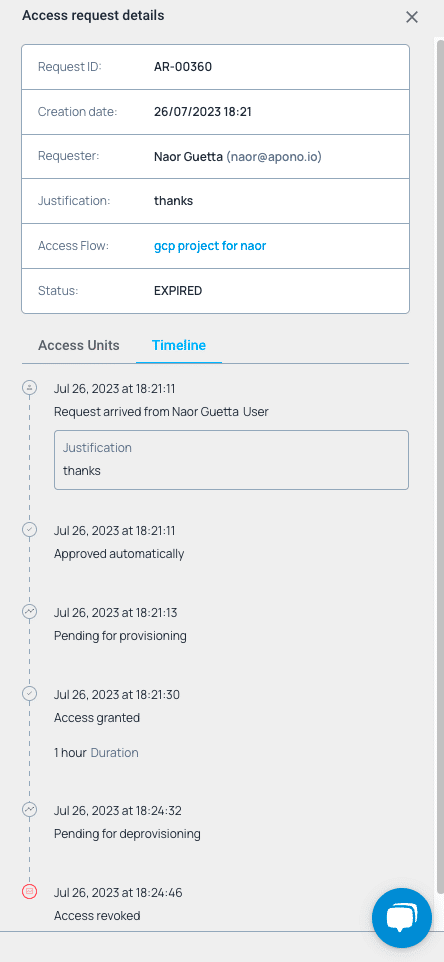 Access request details
Request ID: AR-00360
Creation date: 26/07/2023 18:21
Requester: Naor Guetta (naor@apono.io)
Justification: thanks
Access Flow: gcp project for naor
Status: EXPIRED
Access Units Timeline
Jul 26, 2023 at 18:21:11
Request arrived from Naor Guetta User
Justification
thanks
Jul 26, 2023 at 18:21:11
Approved automatically
Jul 26, 2023 at 18:21:13
Pending for provisioning
Jul 26, 2023 at 18:21:30
Access granted
1 hour Duration
Jul 26, 2023 at 18:24:32
Pending for deprovisioning
Jul 26, 2023 at 18:24:46
Access revoked